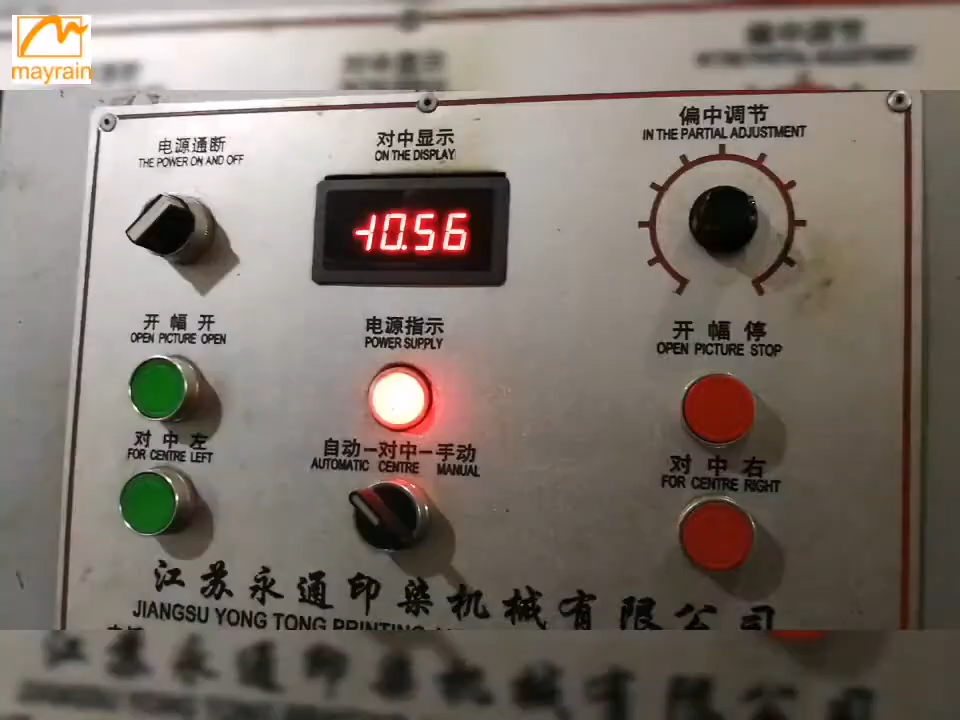 mayrain
电源通断
THE POWER ON AND OFF
对中显示
ON THE DISPLAY
偏中调节
IN THE PARTIAL ADJUSTMENT
-10.56
开幅开
OPEN PICTURE OPEN
电源指示
POWER SUPPLY
开幅停
OPEN PICTURE STOP
对中左
FOR CENTRE LEFT
自动-对中-手动
AUTOMATIC CENTRE MANUAL
对中右
FOR CENTRE RIGHT
江苏永通印染机械有限公司
JIANGSU YONG TONG PRINTING